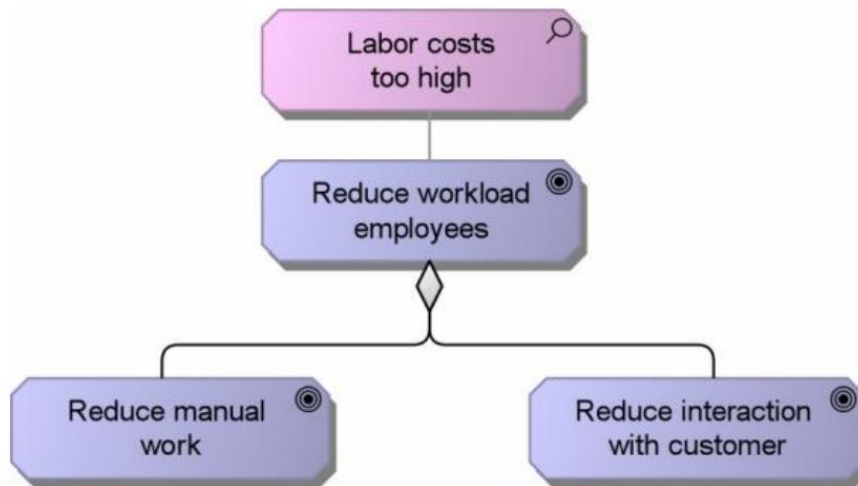 Labor costs
too high
Reduce workload
employees
Reduce manual
work
Reduce interaction
with customer